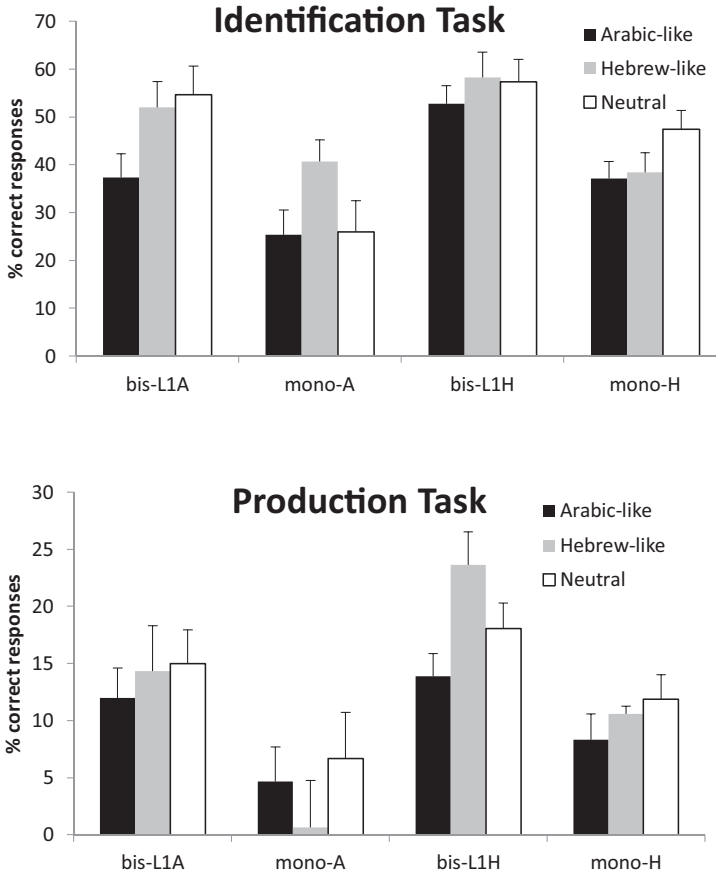 Identification Task
70
60
50
40
30
20
10
0
% correct responses
Arabic-like
Hebrew-like
Neutral
bis-L1A mono-A bis-L1H mono-H
Production Task
30
25
20
15
10
5
0
% correct responses
Arabic-like
Hebrew-like
Neutral
bis-L1A mono-A bis-L1H mono-H